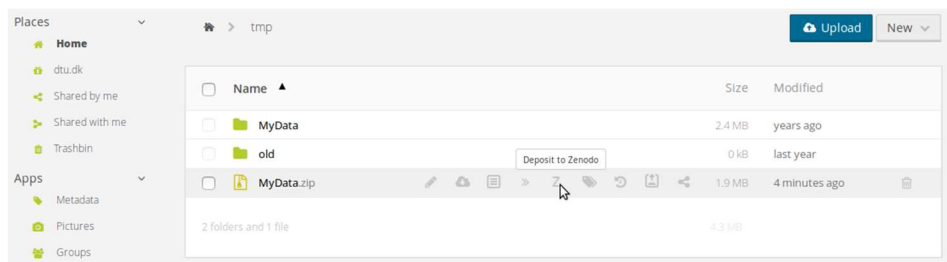 Places
Home
dtu.dk
Shared by me
Shared with me
Trashbin
Apps
Metadata
Pictures
Groups
tmp
Upload
New
Name
Size
Modified
MyData
2.4 MB
years ago
old
0 kB
last year
Deposit to Zenodo
MyData.zip
Z
1.9 MB
4 minutes ago
2 folders and 1 file
4.3 MB